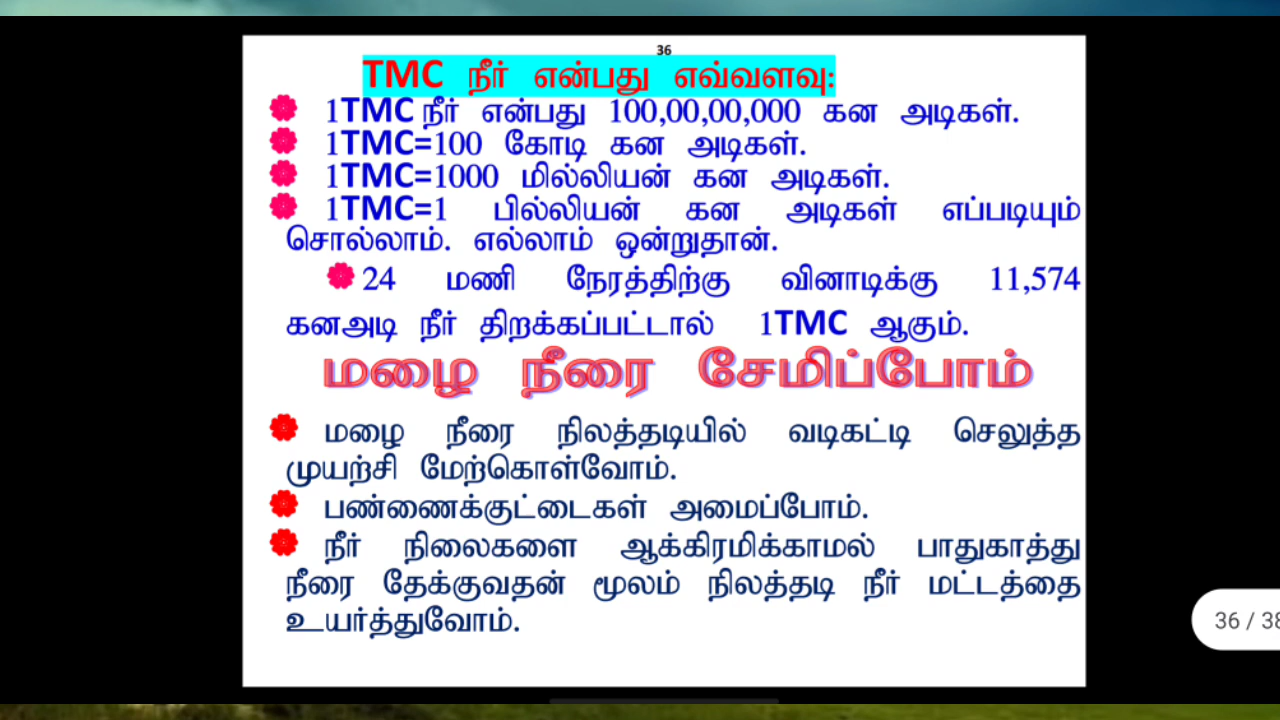 36
TMC நீர் என்பது எவ்வளவு:
1TMC நீர் என்பது 100,00,00,000 கன அடிகள்.
1TMC=100 கோடி கன அடிகள்.
1TMC=1000 மில்லியன் கன அடிகள்.
1TMC=1 பில்லியன் கன அடிகள் எப்படியும்
சொல்லாம். எல்லாம் ஒன்றுதான்.
24 மணி நேரத்திற்கு வினாடிக்கு 11,574
கனஅடி நீர் திறக்கப்பட்டால் 1TMC ஆகும்.
மழை நீரை சேமிப்போம்
மழை நீரை நிலத்தடியில் வடிகட்டி செலுத்த
முயற்சி மேற்கொள்வோம்.
பண்ணைக்குட்டைகள் அமைப்போம்.
நீர் நிலைகளை ஆக்கிரமிக்காமல் பாதுகாத்து
நீரை தேக்குவதன் மூலம் நிலத்தடி நீர் மட்டத்தை
உயர்த்துவோம்.
36 / 38